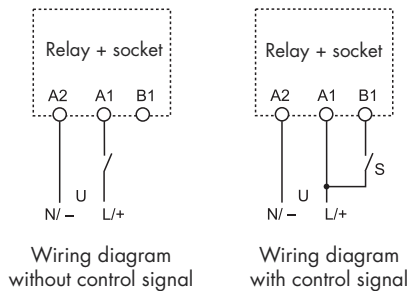 Relay + socket
A2 A1 B1
U
N/ – L/+
Wiring diagram
without control signal
Relay + socket
A2 A1 B1
S
U
N/ – L/+
Wiring diagram
with control signal